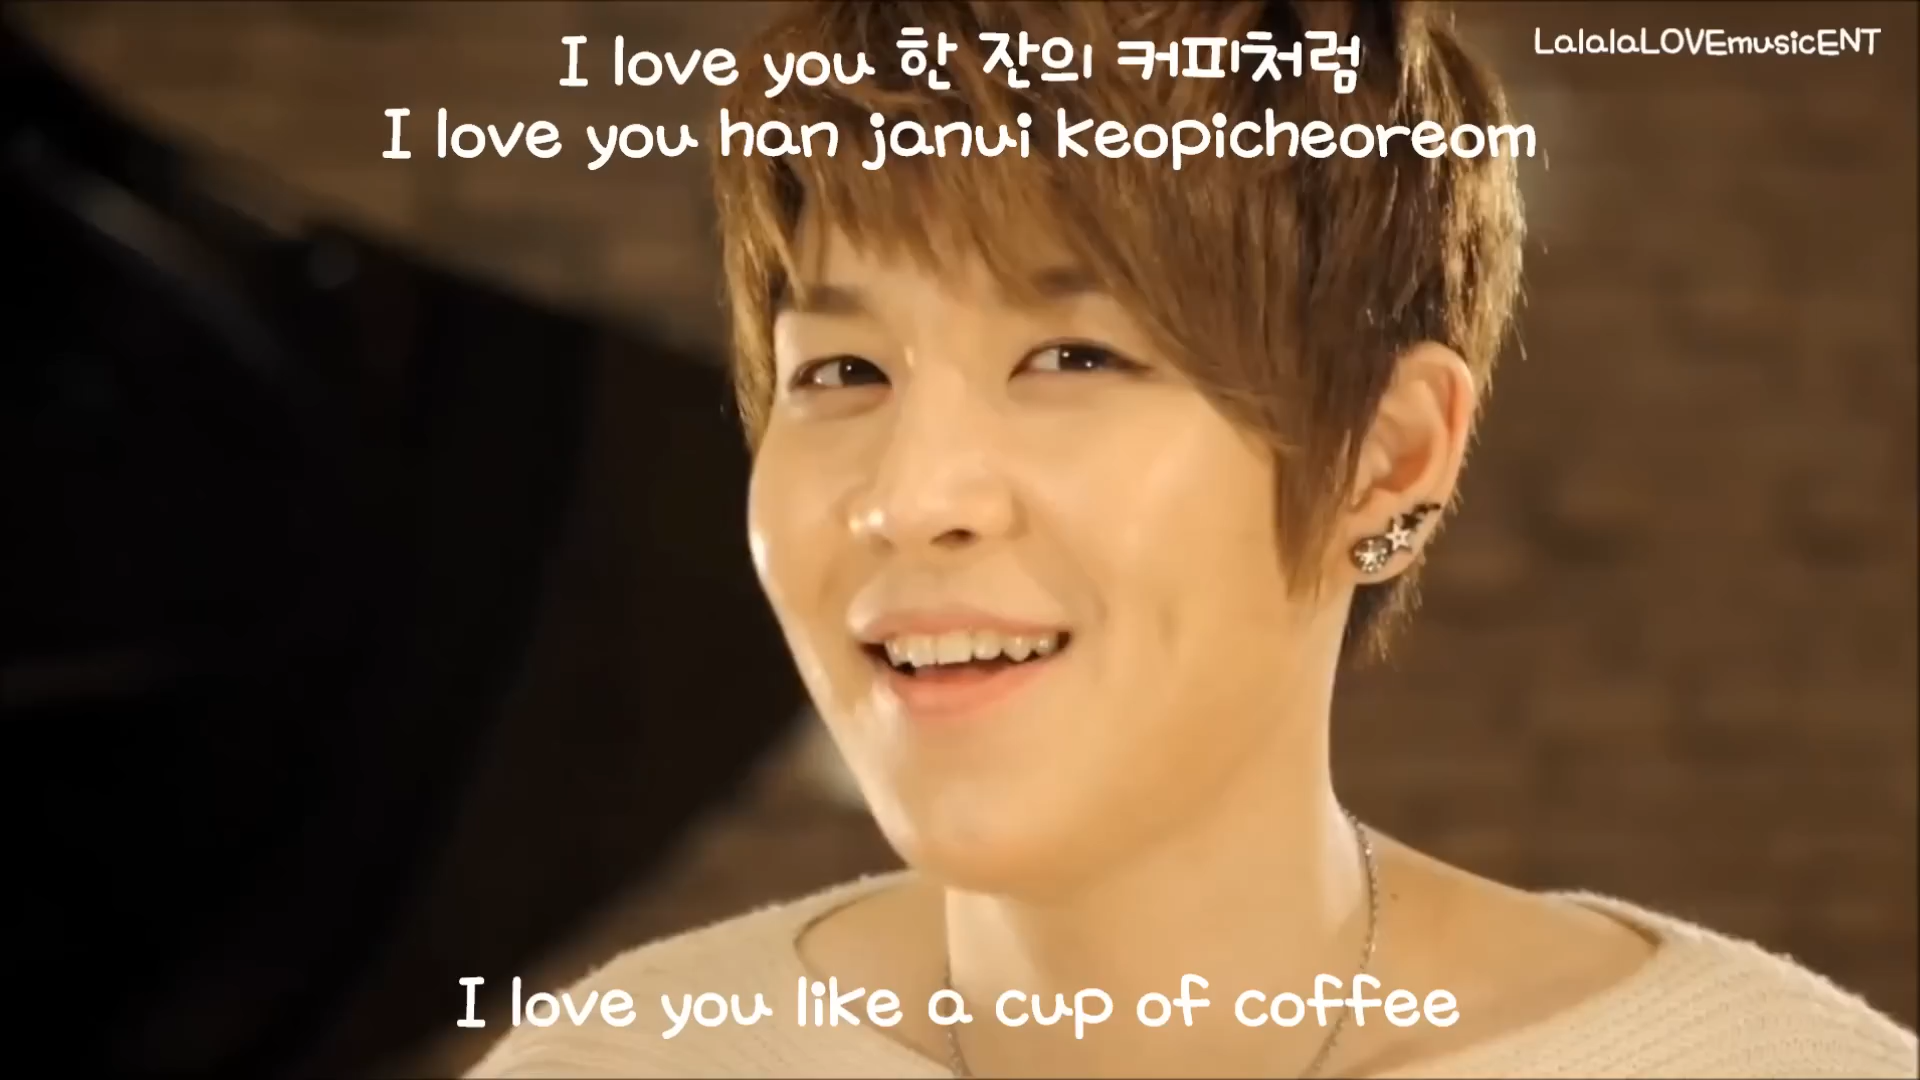 I love you 한 잔의 커피처럼
LalalaLOVEmusicENT
I love you han janui keopicheoreom
I love you like a cup of coffee